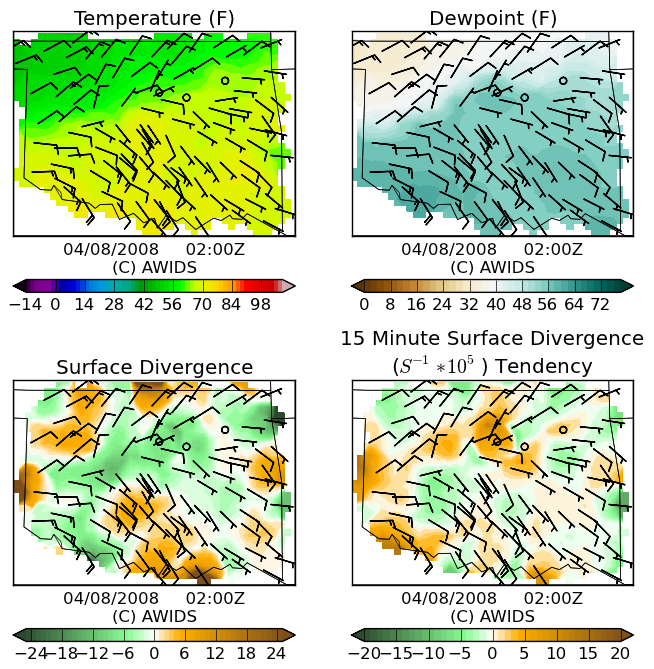 Temperature (F)
Dewpoint (F)
04/08/2008 02:00Z
(C) AWIDS
−14 0 14 28 42 56 70 84 98
04/08/2008 02:00Z
(C) AWIDS
0 8 16 24 32 40 48 56 64 72
Surface Divergence
15 Minute Surface Divergence
(S⁻¹ *10⁵ ) Tendency
04/08/2008 02:00Z
(C) AWIDS
−24 −18 −12 −6 0 6 12 18 24
04/08/2008 02:00Z
(C) AWIDS
−20 −15 −10 −5 0 5 10 15 20